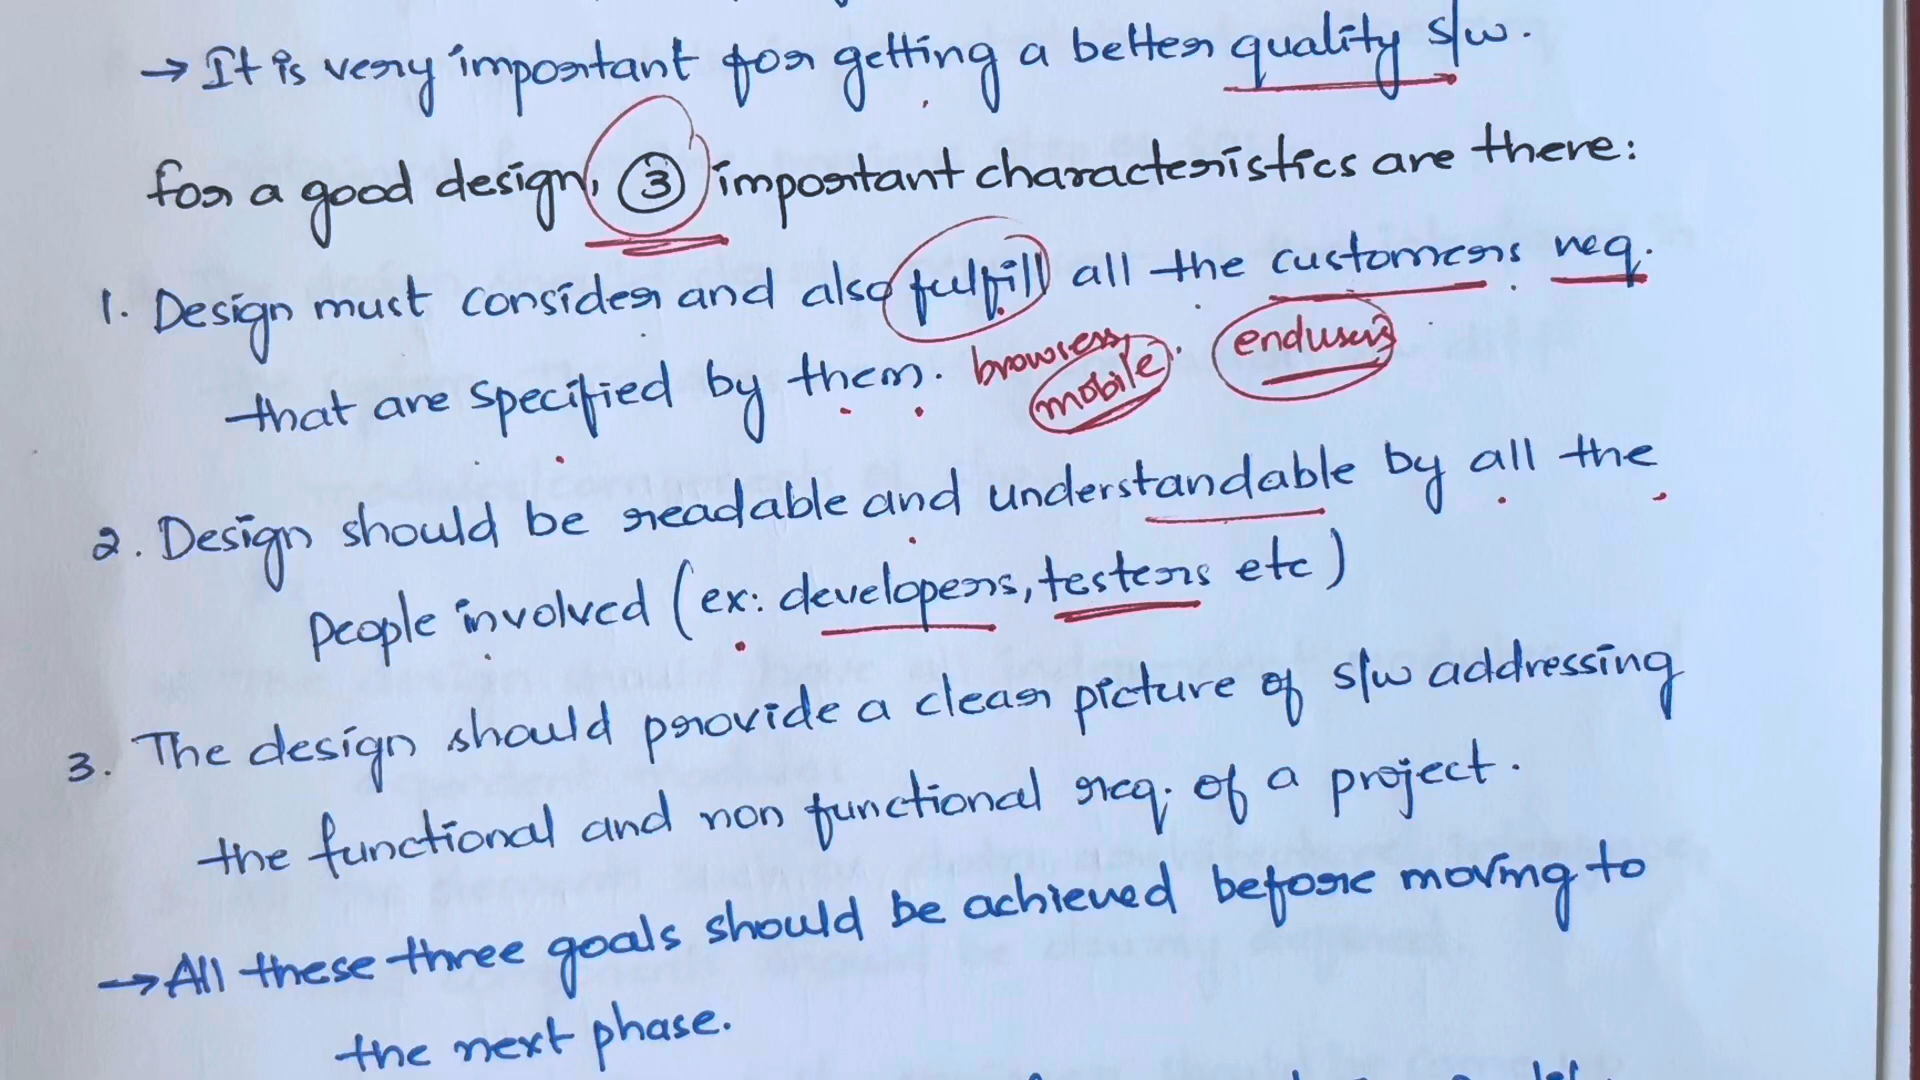 → It is very important for getting a better quality s/w.
for a good design, ③ important characteristics are there:
1. Design must consider and also fulfill all the customers req.
that are specified by them. browsers, mobile. endusers
2. Design should be readable and understandable by all the
people involved (ex: developers, testers etc)
3. The design should provide a clear picture of s/w addressing
the functional and non functional req. of a project.
→ All these three goals should be achieved before moving to
the next phase.